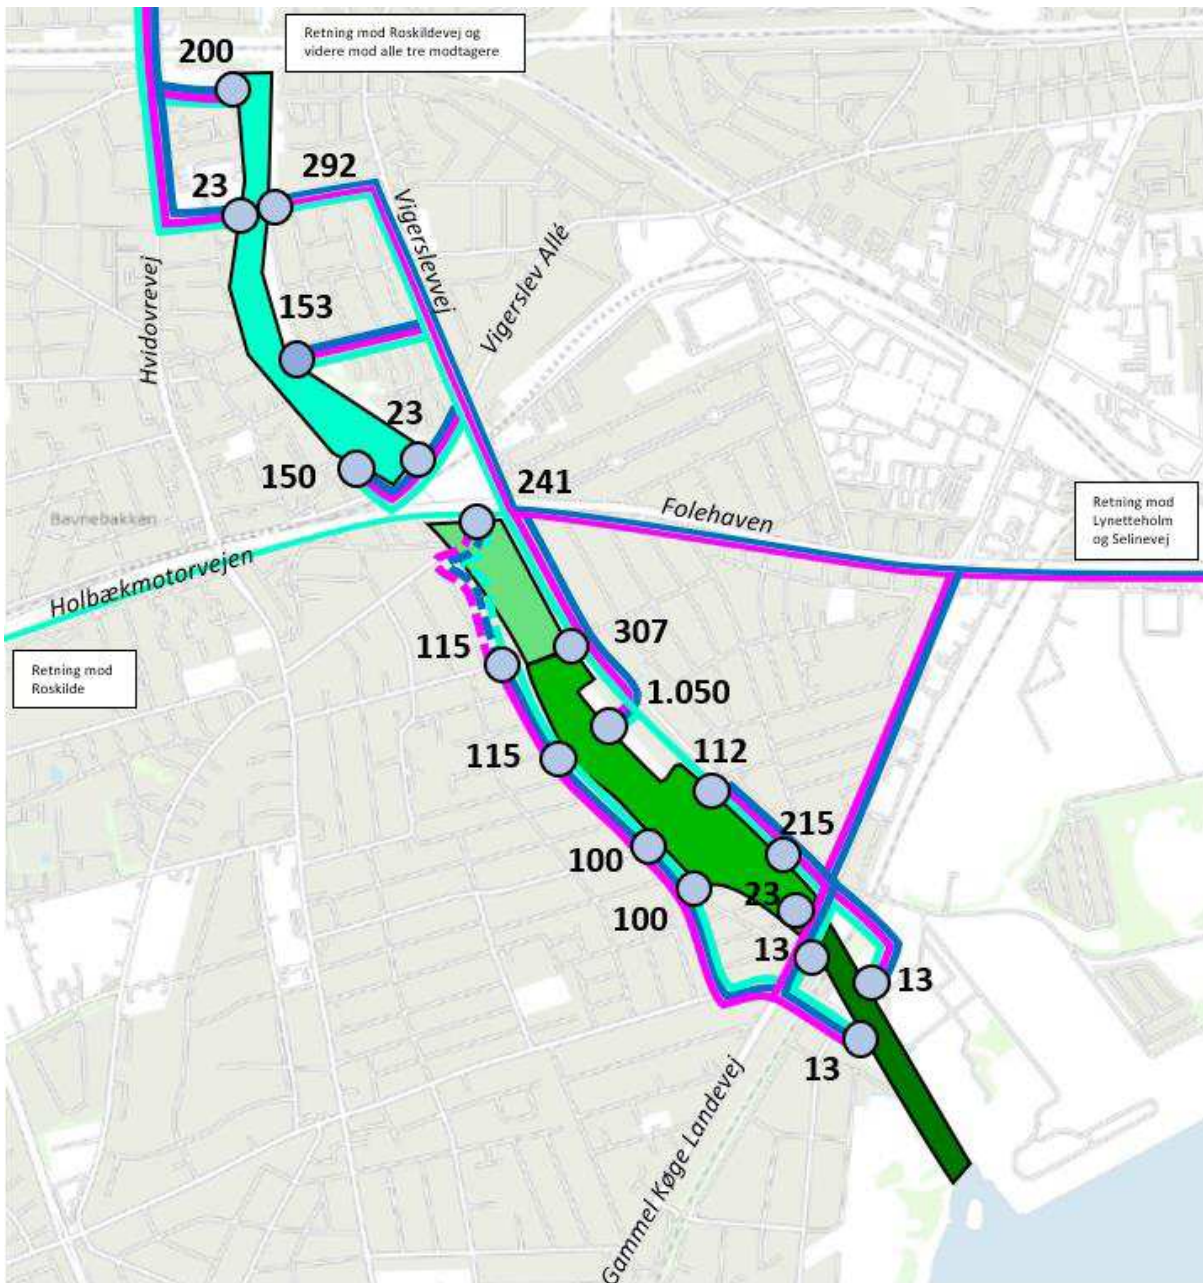 Retning mod Roskildevej og
videre mod alle tre modtagere
200
292
23
Vigerslevvej
Vigerslev Allé
Hvidovrevej
153
23
150
241
Folehaven
Retning mod
Lynetteholm
og Selinevej
Bavnebakkan
Holbækmotorvejen
307
115
Retning mod
Roskilde
1.050
115
112
215
100
23
100
13
13
13
Gammel Køge Landevej